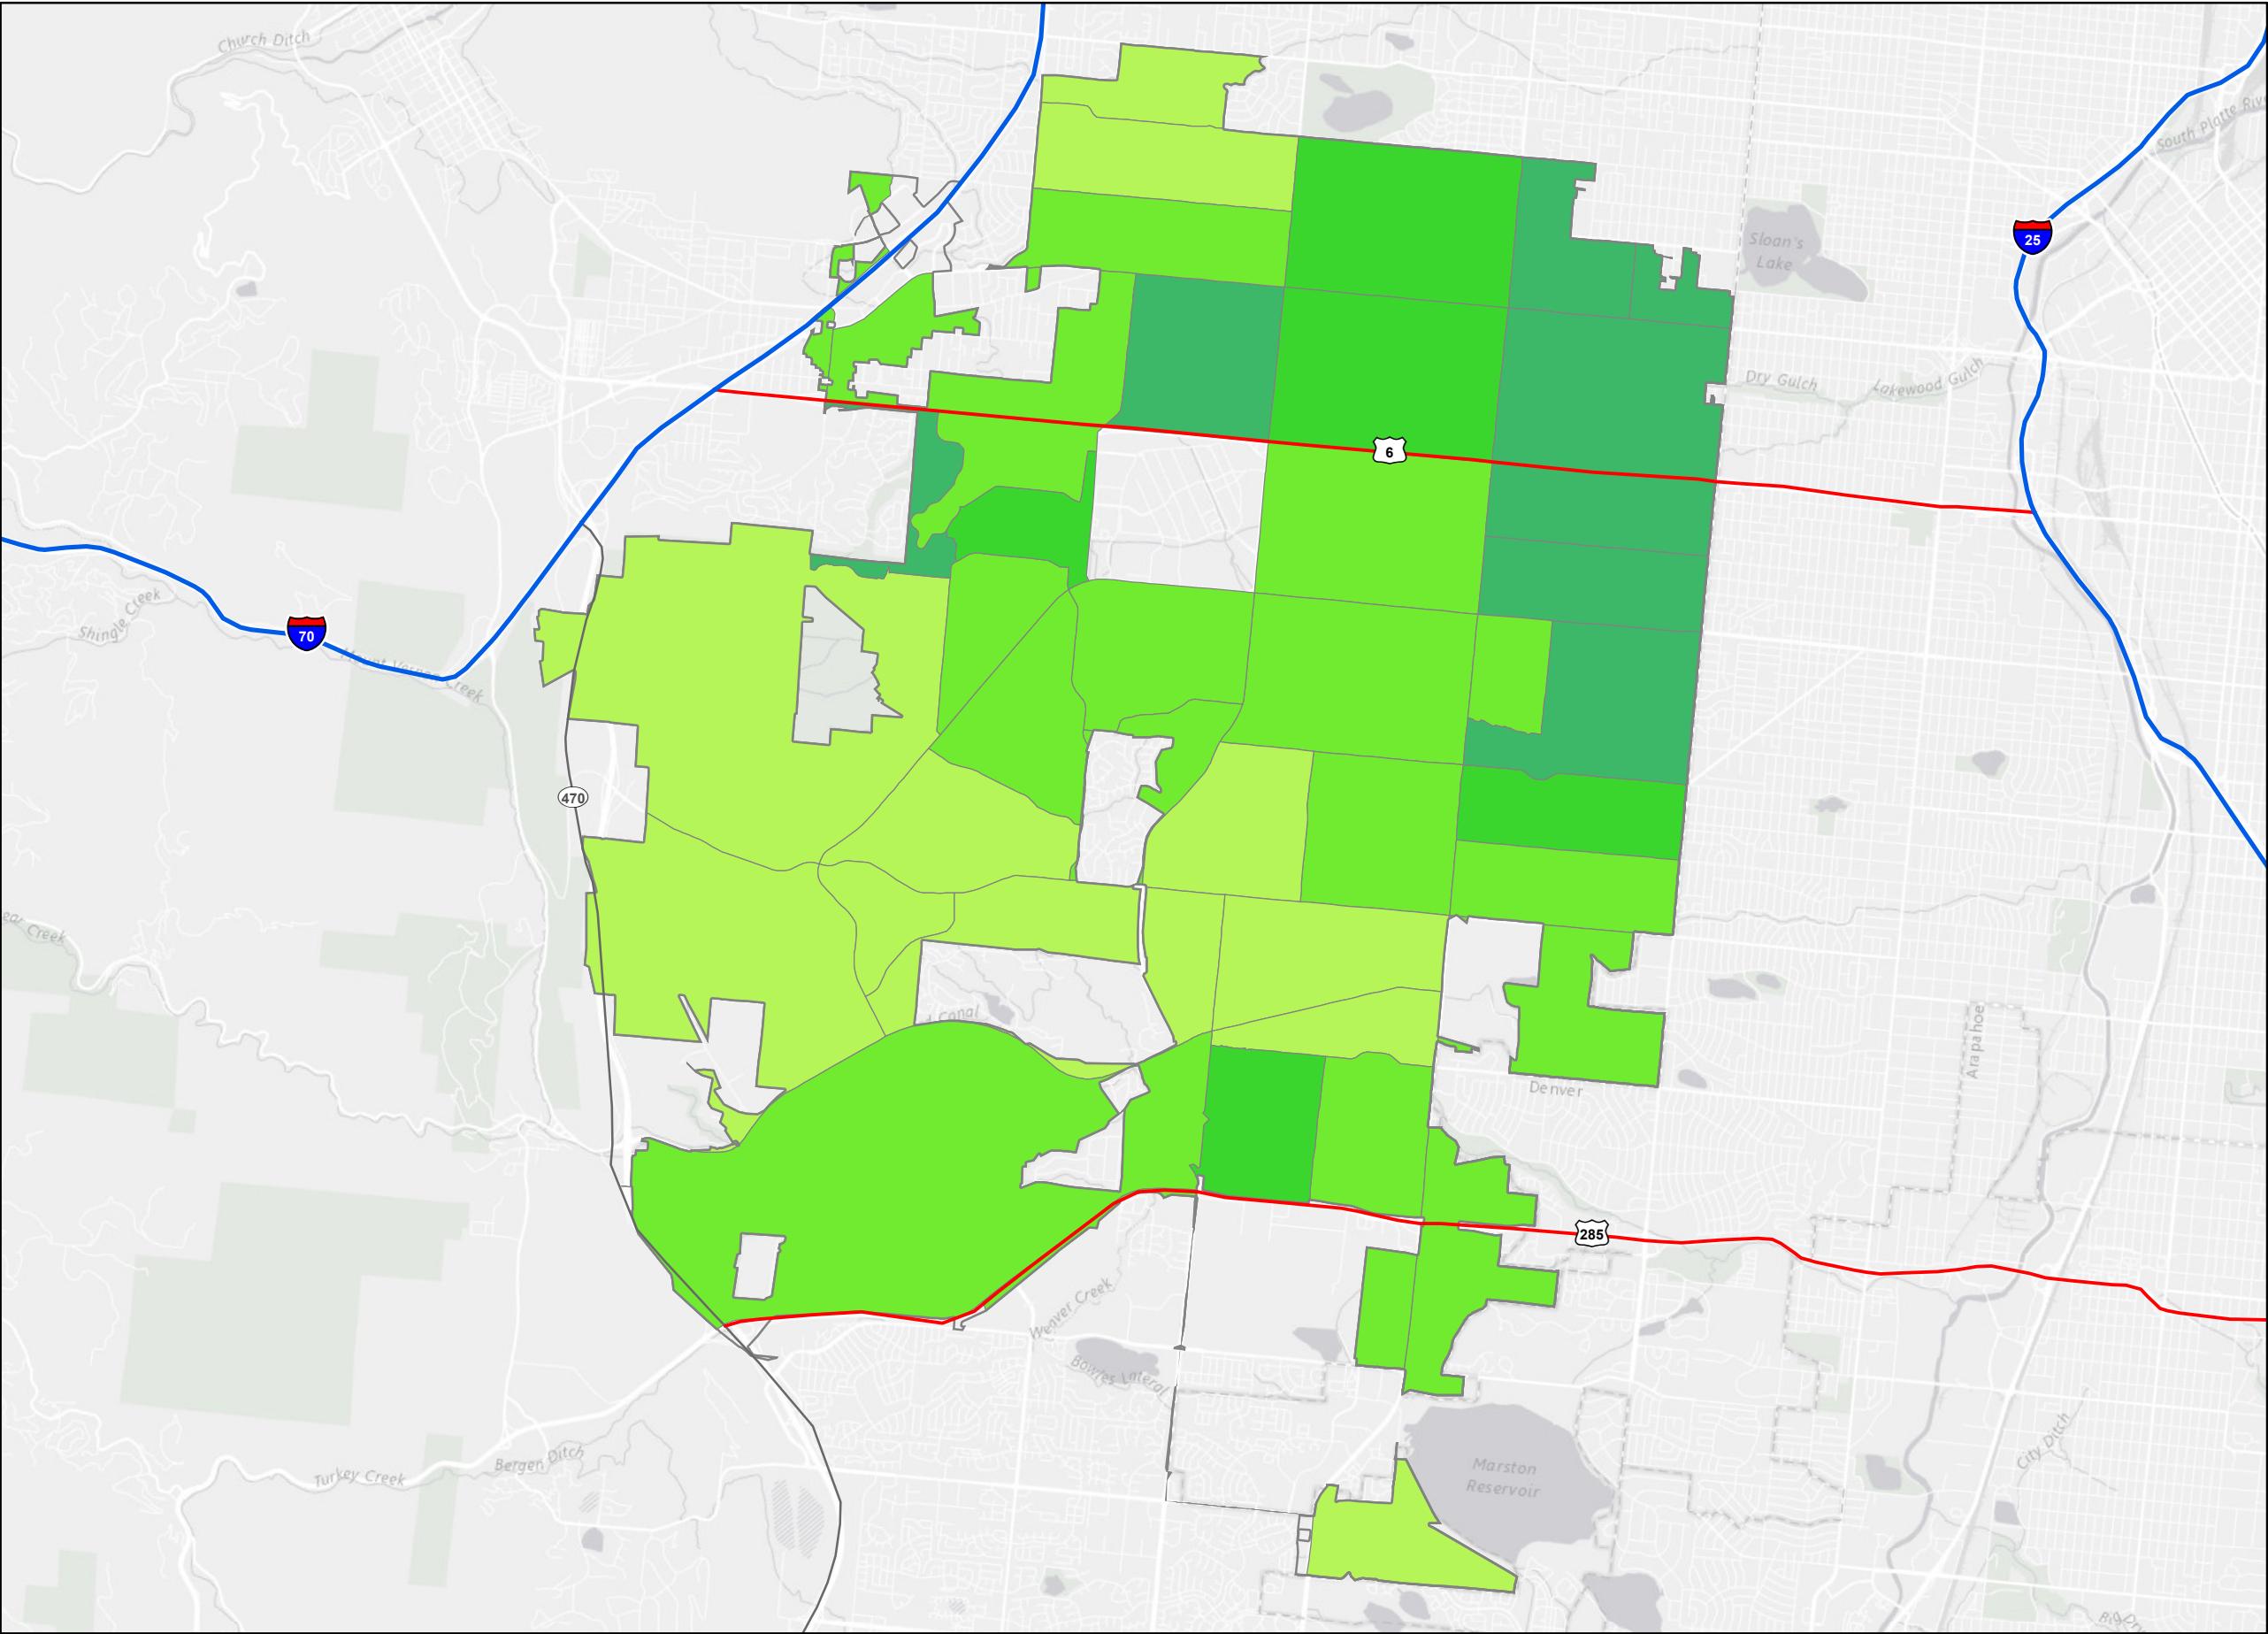 Church Ditch
South Platte Riv
25
Sloan's
Lake
Dry Gulch
Lakewood Gulch
6
Shingle Creek
70
Mount Vernon Creek
470
ear Creek
d Canal
Arapahoe
Denver
285
Weaver Creek
Bowles Lateral
City Ditch
Bergen Ditch
Turkey Creek
Marston
Reservoir